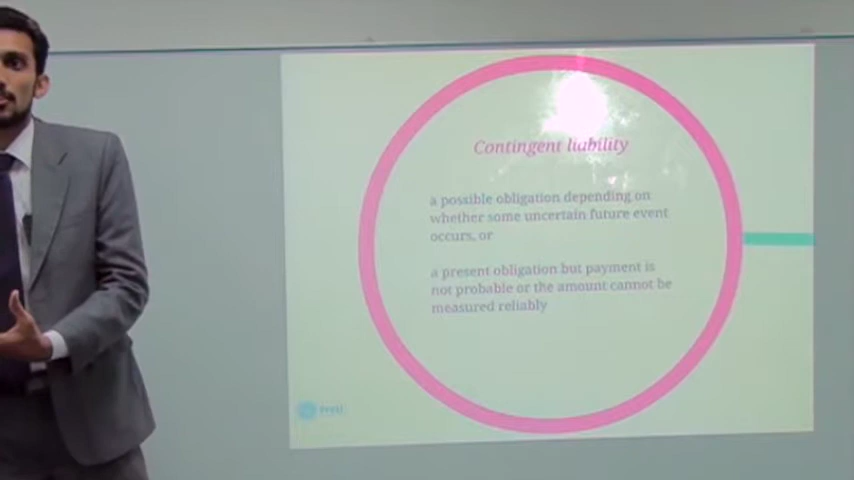 Contingent liability
a possible obligation depending on
whether some uncertain future event
occurs, or
a present obligation but payment is
not probable or the amount cannot be
measured reliably